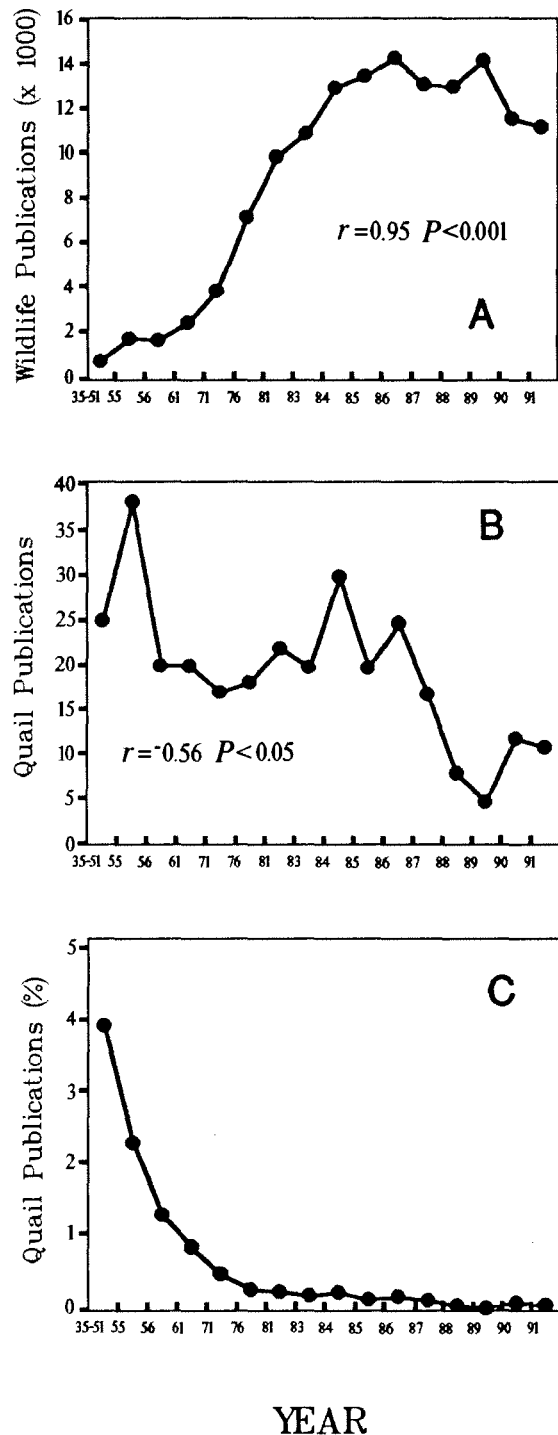 Wildlife Publications (x 1000)
16
14
12
10
8
6
4
2
0
r=0.95 P<0.001
A
35-51 55 56 61 71 76 81 83 84 85 86 87 88 89 90 91
Quail Publications
40
35
30
25
20
15
10
5
0
B
r=-0.56 P<0.05
35-51 55 56 61 71 76 81 83 84 85 86 87 88 89 90 91
Quail Publications (%)
5
4
3
2
1
0
C
35-51 55 56 61 71 76 81 83 84 85 86 87 88 89 90 91
YEAR